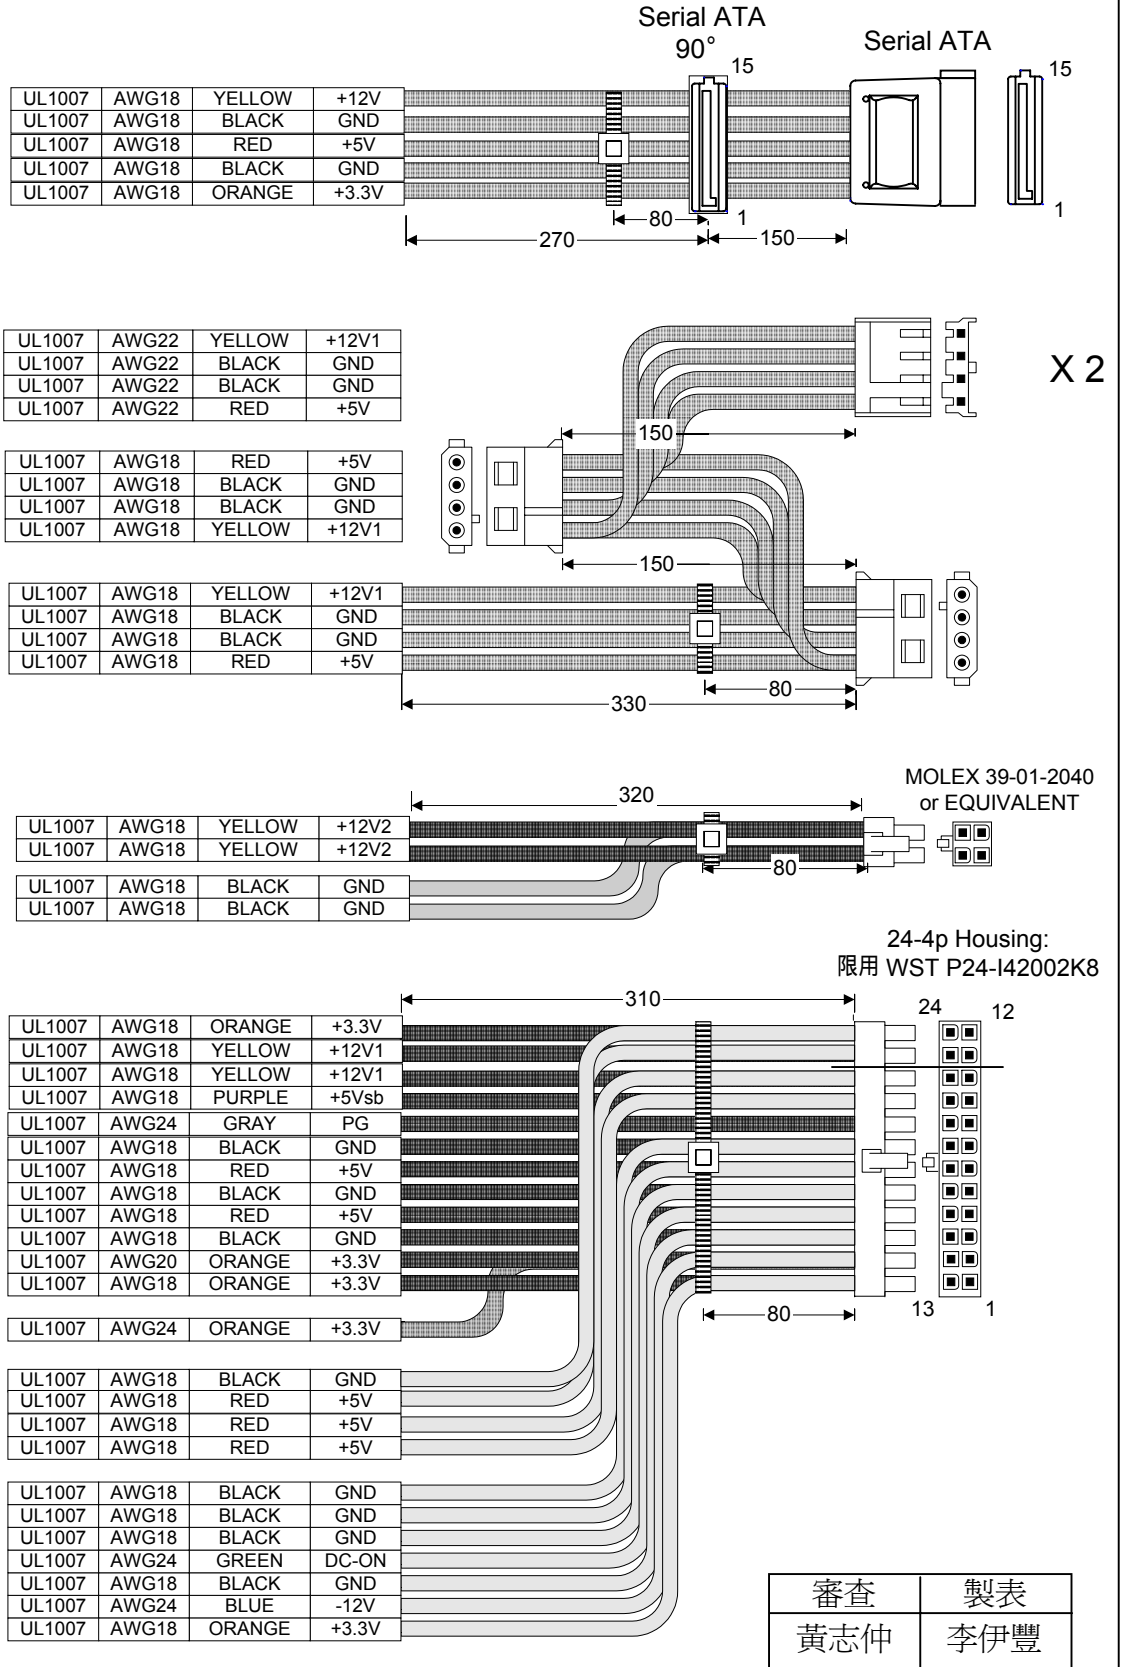 Serial ATA
90°
Serial ATA
15
15
UL1007 AWG18 YELLOW +12V
UL1007 AWG18 BLACK GND
UL1007 AWG18 RED +5V
UL1007 AWG18 BLACK GND
UL1007 AWG18 ORANGE +3.3V
1
1
80
270
150
UL1007 AWG22 YELLOW +12V1
UL1007 AWG22 BLACK GND
UL1007 AWG22 BLACK GND
UL1007 AWG22 RED +5V
X 2
150
UL1007 AWG18 RED +5V
UL1007 AWG18 BLACK GND
UL1007 AWG18 BLACK GND
UL1007 AWG18 YELLOW +12V1
150
UL1007 AWG18 YELLOW +12V1
UL1007 AWG18 BLACK GND
UL1007 AWG18 BLACK GND
UL1007 AWG18 RED +5V
80
330
MOLEX 39-01-2040
or EQUIVALENT
320
UL1007 AWG18 YELLOW +12V2
UL1007 AWG18 YELLOW +12V2
80
UL1007 AWG18 BLACK GND
UL1007 AWG18 BLACK GND
24-4p Housing:
限用 WST P24-I42002K8
310
24
12
UL1007 AWG18 ORANGE +3.3V
UL1007 AWG18 YELLOW +12V1
UL1007 AWG18 YELLOW +12V1
UL1007 AWG18 PURPLE +5Vsb
UL1007 AWG24 GRAY PG
UL1007 AWG18 BLACK GND
UL1007 AWG18 RED +5V
UL1007 AWG18 BLACK GND
UL1007 AWG18 RED +5V
UL1007 AWG18 BLACK GND
UL1007 AWG20 ORANGE +3.3V
UL1007 AWG18 ORANGE +3.3V
13
1
80
UL1007 AWG24 ORANGE +3.3V
UL1007 AWG18 BLACK GND
UL1007 AWG18 RED +5V
UL1007 AWG18 RED +5V
UL1007 AWG18 RED +5V
UL1007 AWG18 BLACK GND
UL1007 AWG18 BLACK GND
UL1007 AWG18 BLACK GND
UL1007 AWG24 GREEN DC-ON
UL1007 AWG18 BLACK GND
UL1007 AWG24 BLUE -12V
UL1007 AWG18 ORANGE +3.3V
審查 製表
黃志仲 李伊豐